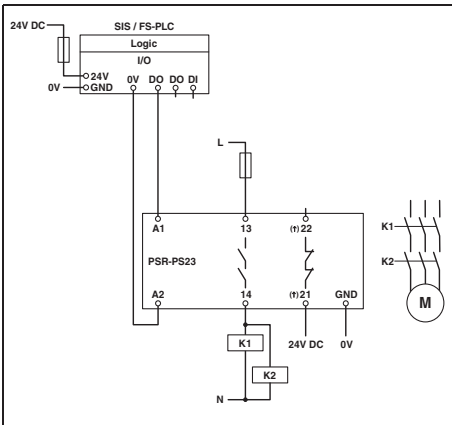 24V DC
SIS / FS-PLC
Logic
I/O
24V
0V
GND
0V DO DO DI
L
A1
13
(†) 22
PSR-PS23
A2
14
(†) 21
GND
K1
K2
M
K1
K2
24V DC
0V
N